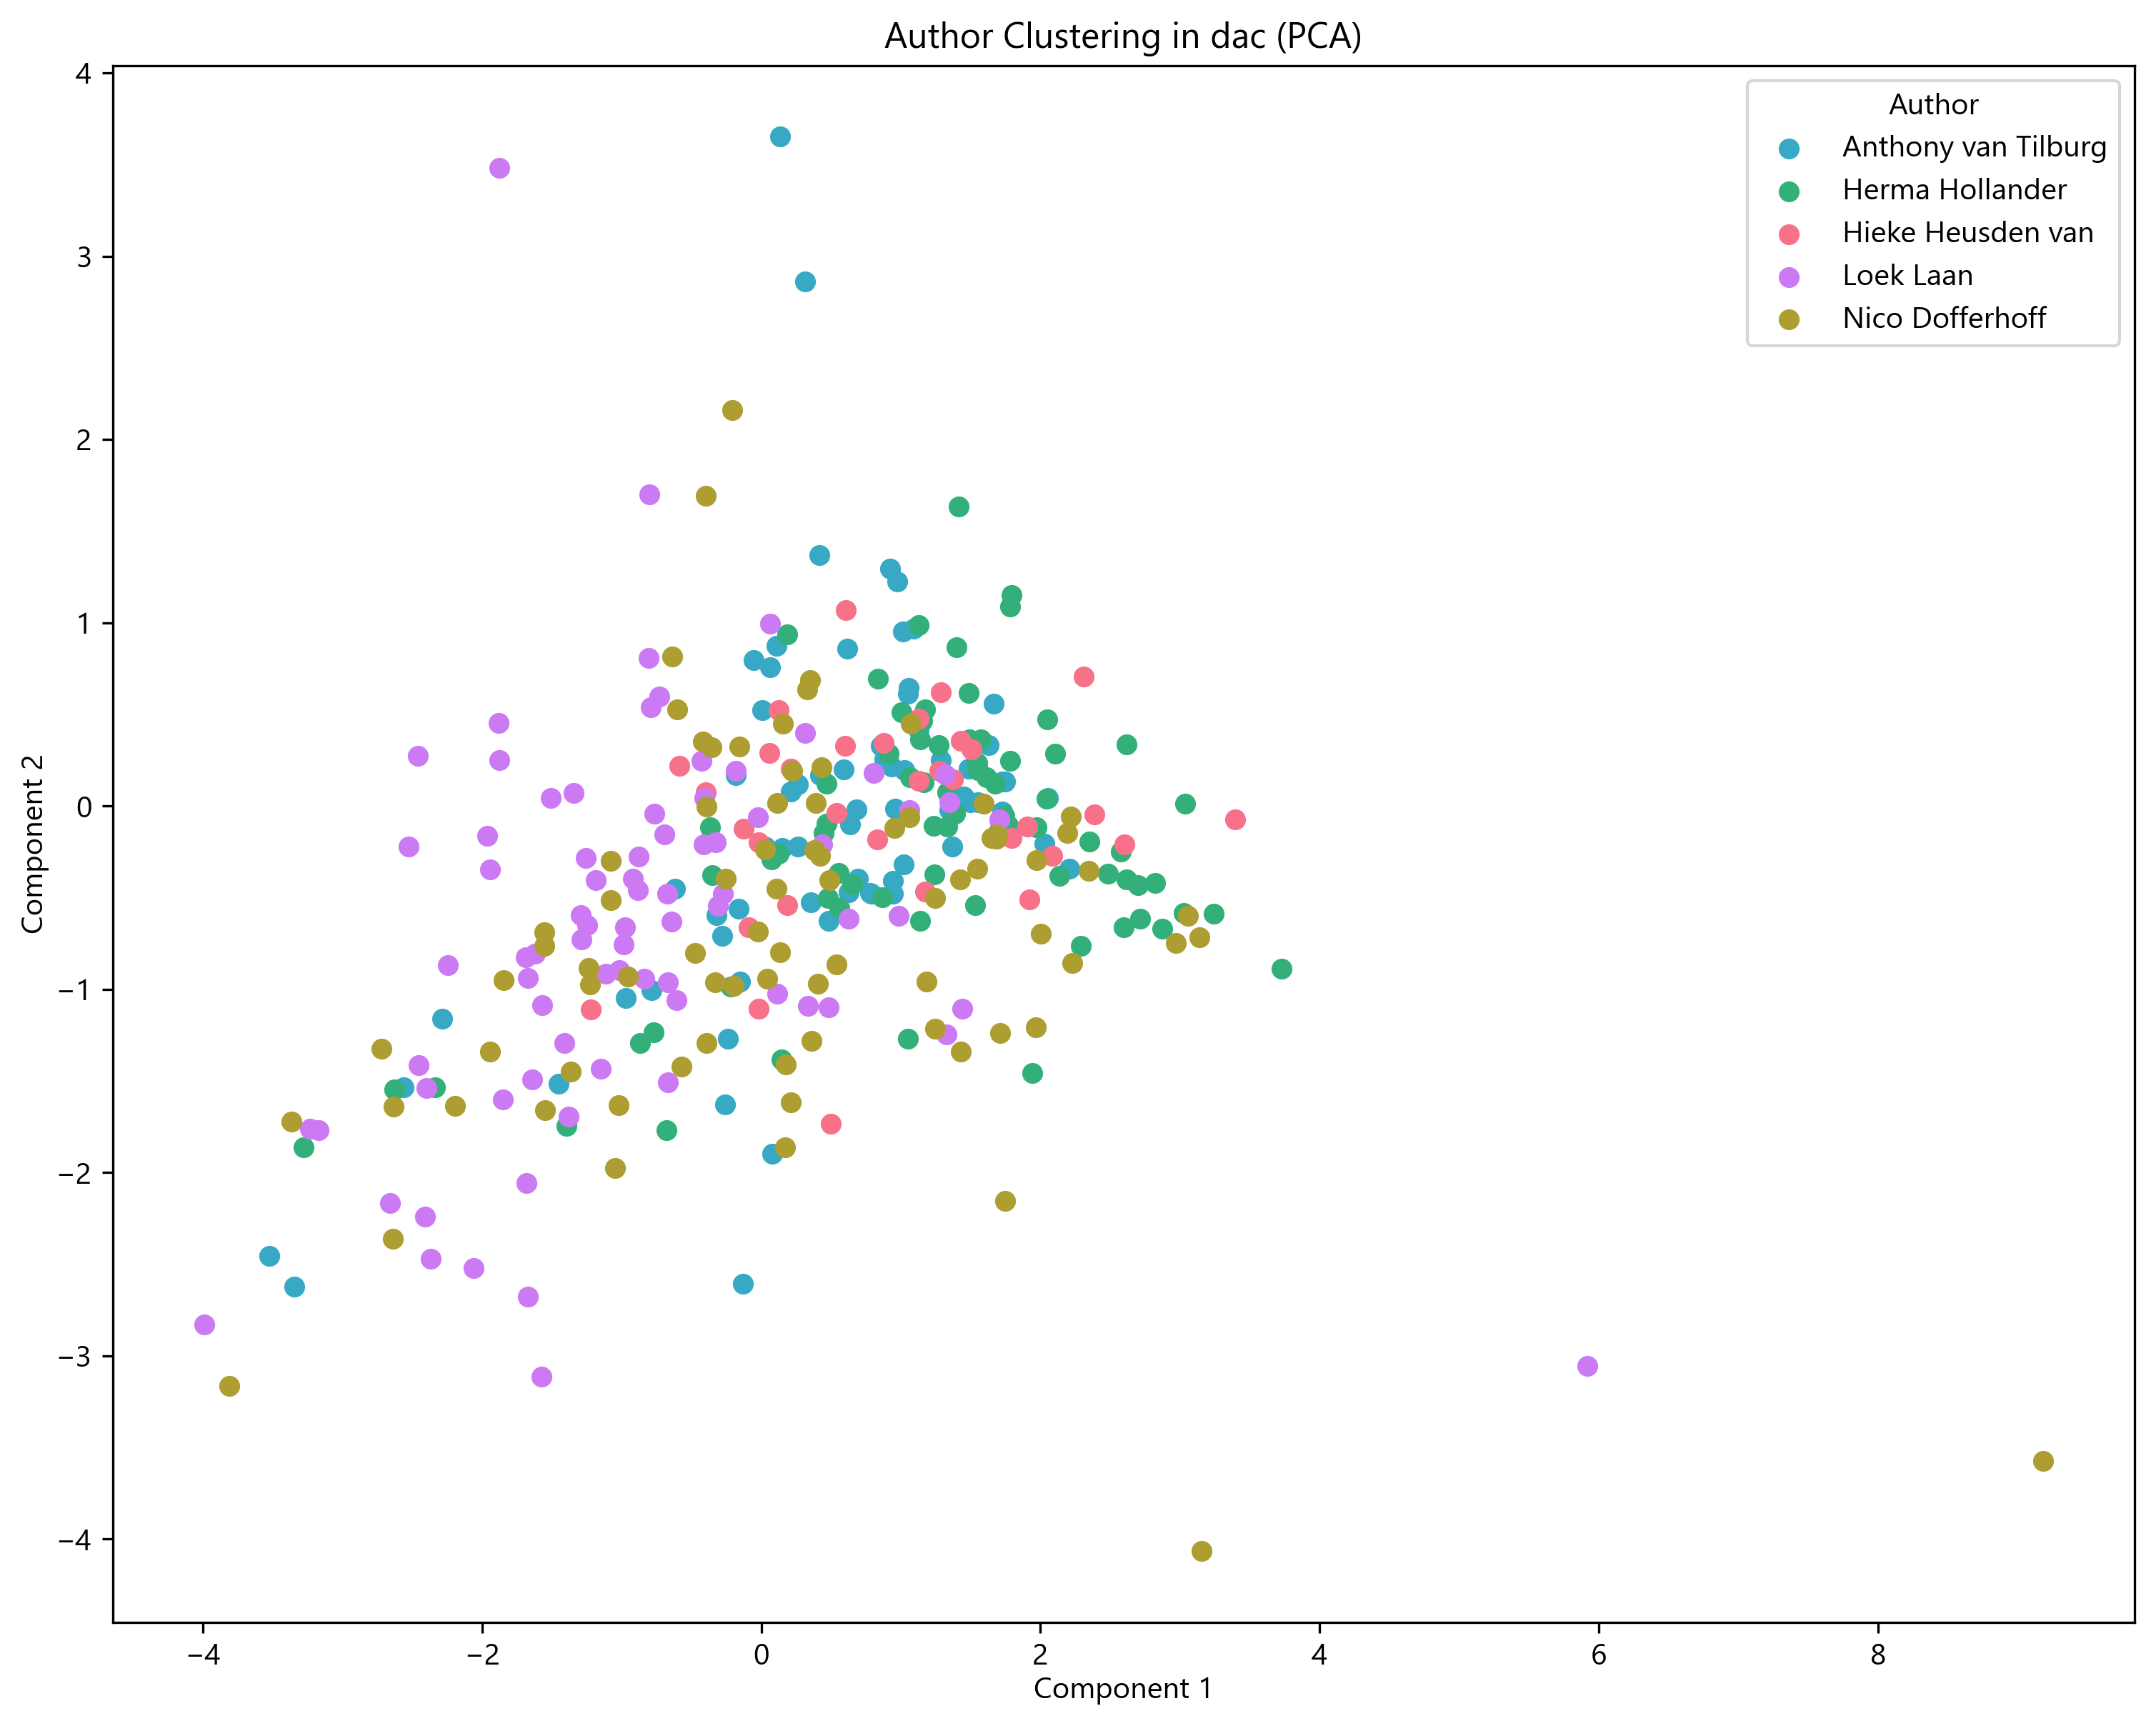 Author Clustering in dac (PCA)
4
3
2
1
0
−1
−2
−3
−4
Component 2
Author
Anthony van Tilburg
Herma Hollander
Hieke Heusden van
Loek Laan
Nico Dofferhoff
−4 −2 0 2 4 6 8
Component 1